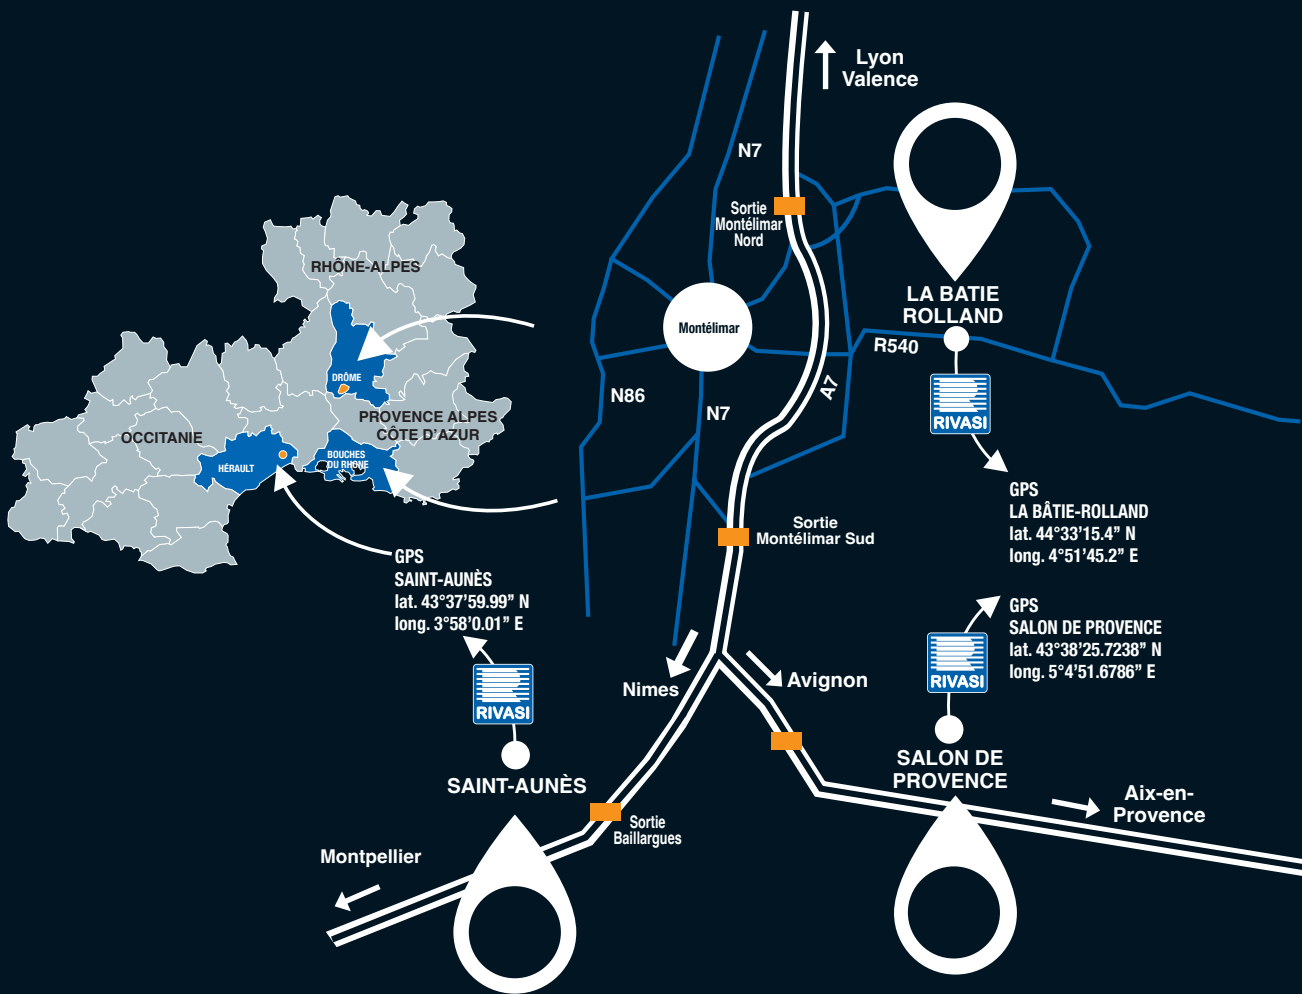 Lyon
Valence
N7
Sortie
Montélimar
Nord
LA BATIE
ROLLAND
Montélimar
R540
A7
N86
N7
RIVASI
RHÔNE-ALPES
DRÔME
PROVENCE ALPES
CÔTE D'AZUR
OCCITANIE
HÉRAULT
BOUCHES
DU RHONE
GPS
LA BÂTIE-ROLLAND
lat. 44°33’15.4” N
long. 4°51’45.2” E
Sortie
Montélimar Sud
GPS
SAINT-AUNÈS
lat. 43°37’59.99” N
long. 3°58’0.01” E
GPS
SALON DE PROVENCE
lat. 43°38’25.7238” N
long. 5°4’51.6786” E
RIVASI
RIVASI
Nimes
Avignon
SAINT-AUNÈS
SALON DE
PROVENCE
Aix-en-
Provence
Sortie
Baillargues
Montpellier